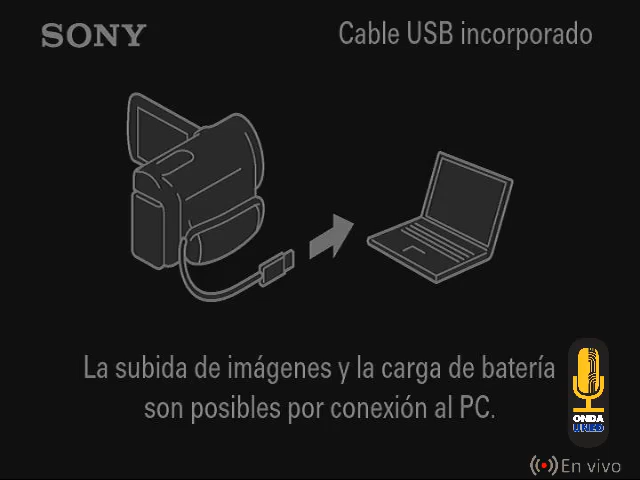 SONY
Cable USB incorporado
La subida de imágenes y la carga de batería
son posibles por conexión al PC.
ONDA
En vivo